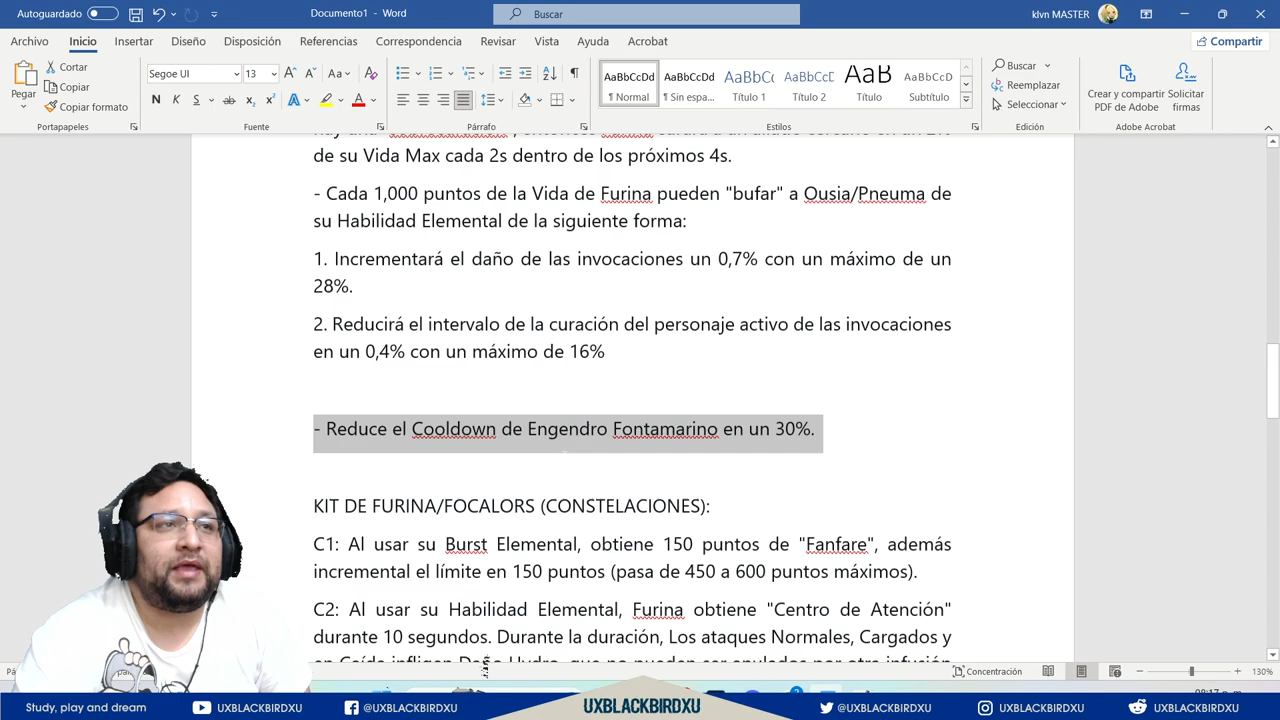 Autoguardado
Documento1 - Word
Buscar
klvn MASTER
Archivo Inicio Insertar Diseño Disposición Referencias Correspondencia Revisar Vista Ayuda Acrobat Compartir
Pegar
Cortar
Copiar
Copiar formato
Portapapeles
Segoe UI 13
N K S
Fuente
Párrafo
AaBbCcDd AaBbCcDd AaBbCc AaBbCcD AaB AaBbCcDd
¶ Normal ¶ Sin espa... Título 1 Título 2 Título Subtítulo
Estilos
Buscar
Reemplazar
Seleccionar
Edición
Crear y compartir PDF de Adobe
Solicitar firmas
Adobe Acrobat
de su Vida Max cada 2s dentro de los próximos 4s.
- Cada 1,000 puntos de la Vida de Furina pueden "bufar" a Ousia/Pneuma de
su Habilidad Elemental de la siguiente forma:
1. Incrementará el daño de las invocaciones un 0,7% con un máximo de un
28%.
2. Reducirá el intervalo de la curación del personaje activo de las invocaciones
en un 0,4% con un máximo de 16%
- Reduce el Cooldown de Engendro Fontamarino en un 30%.
KIT DE FURINA/FOCALORS (CONSTELACIONES):
C1: Al usar su Burst Elemental, obtiene 150 puntos de "Fanfare", además
incremental el límite en 150 puntos (pasa de 450 a 600 puntos máximos).
C2: Al usar su Habilidad Elemental, Furina obtiene "Centro de Atención"
durante 10 segundos. Durante la duración, Los ataques Normales, Cargados y
Concentración
130%
Study, play and dream
UXBLACKBIRDXU
@UXBLACKBIRDXU
UXBLACKBIRDXU
@UXBLACKBIRDXU
UXBLACKBIRDXU
UXBLACKBIRDXU